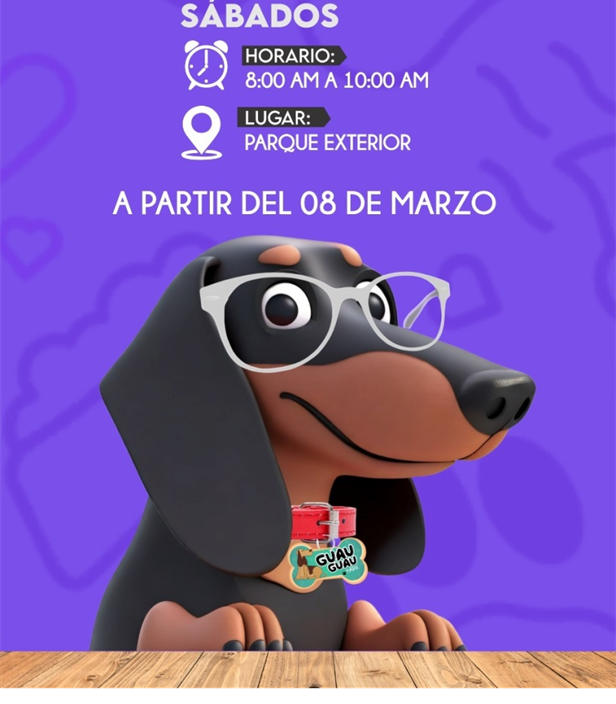 SÁBADOS
HORARIO:
8:00 AM A 10:00 AM
LUGAR:
PARQUE EXTERIOR
A PARTIR DEL 08 DE MARZO
GUAU
GUAU